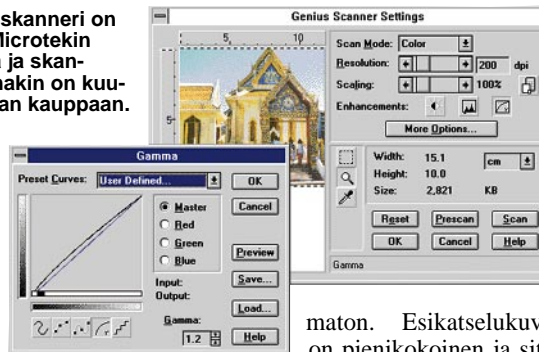 skanneri on
Microtekin
ja skan-
makin on kuu-
an kauppaan.
Genius Scanner Settings
5
10
5
Scan Mode: Color
Resolution: 200 dpi
Scaling: 100%
Enhancements:
More Options...
Width: 15.1 cm
Height: 10.0
Size: 2,821 KB
Reset Prescan Scan
OK Cancel Help
Gamma
Gamma
Preset Curves: User Defined...
OK
Master
Cancel
Red
Green
Blue
Preview
Input:
Save...
Output:
Load...
Gamma:
1.2
Help
maton. Esikatselukuv
on pienikokoinen ja sit